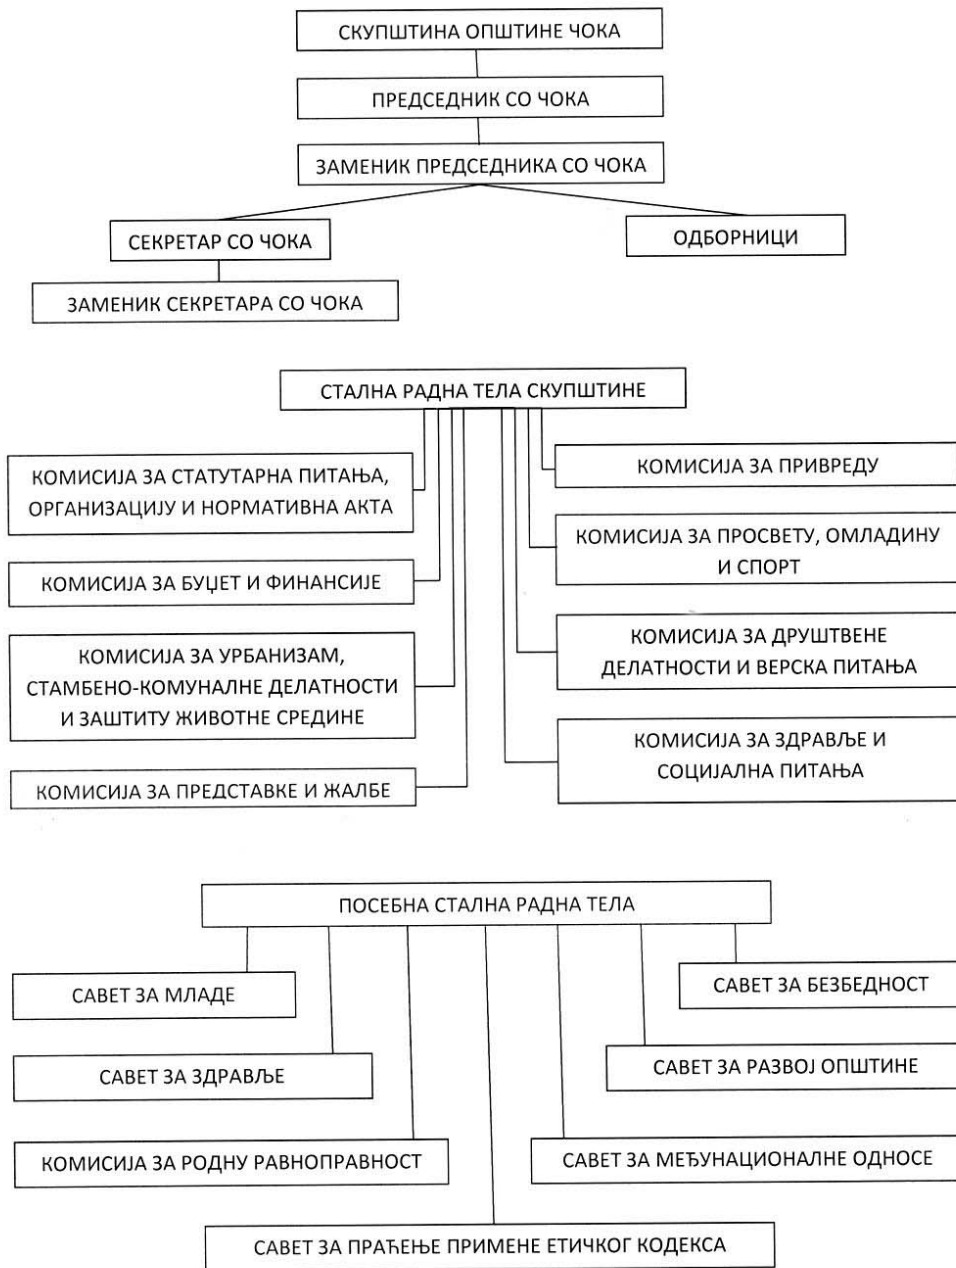 СКУПШТИНА ОПШТИНЕ ЧОКА
ПРЕДСЕДНИК СО ЧОКА
ЗАМЕНИК ПРЕДСЕДНИКА СО ЧОКА
СЕКРЕТАР СО ЧОКА
ОДБОРНИЦИ
ЗАМЕНИК СЕКРЕТАРА СО ЧОКА
СТАЛНА РАДНА ТЕЛА СКУПШТИНЕ
КОМИСИЈА ЗА СТАТУТАРНА ПИТАЊА,
ОРГАНИЗАЦИЈУ И НОРМАТИВНА АКТА
КОМИСИЈА ЗА ПРИВРЕДУ
КОМИСИЈА ЗА БУЏЕТ И ФИНАНСИЈЕ
КОМИСИЈА ЗА ПРОСВЕТУ, ОМЛАДИНУ
И СПОРТ
КОМИСИЈА ЗА УРБАНИЗАМ,
СТАМБЕНО-КОМУНАЛНЕ ДЕЛАТНОСТИ
И ЗАШТИТУ ЖИВОТНЕ СРЕДИНЕ
КОМИСИЈА ЗА ДРУШТВЕНЕ
ДЕЛАТНОСТИ И ВЕРСКА ПИТАЊА
КОМИСИЈА ЗА ПРЕДСТАВКЕ И ЖАЛБЕ
КОМИСИЈА ЗА ЗДРАВЉЕ И
СОЦИЈАЛНА ПИТАЊА
ПОСЕБНА СТАЛНА РАДНА ТЕЛА
САВЕТ ЗА МЛАДЕ
САВЕТ ЗА БЕЗБЕДНОСТ
САВЕТ ЗА ЗДРАВЉЕ
САВЕТ ЗА РАЗВОЈ ОПШТИНЕ
КОМИСИЈА ЗА РОДНУ РАВНОПРАВНОСТ
САВЕТ ЗА МЕЂУНАЦИОНАЛНЕ ОДНОСЕ
САВЕТ ЗА ПРАЋЕЊЕ ПРИМЕНЕ ЕТИЧКОГ КОДЕКСА